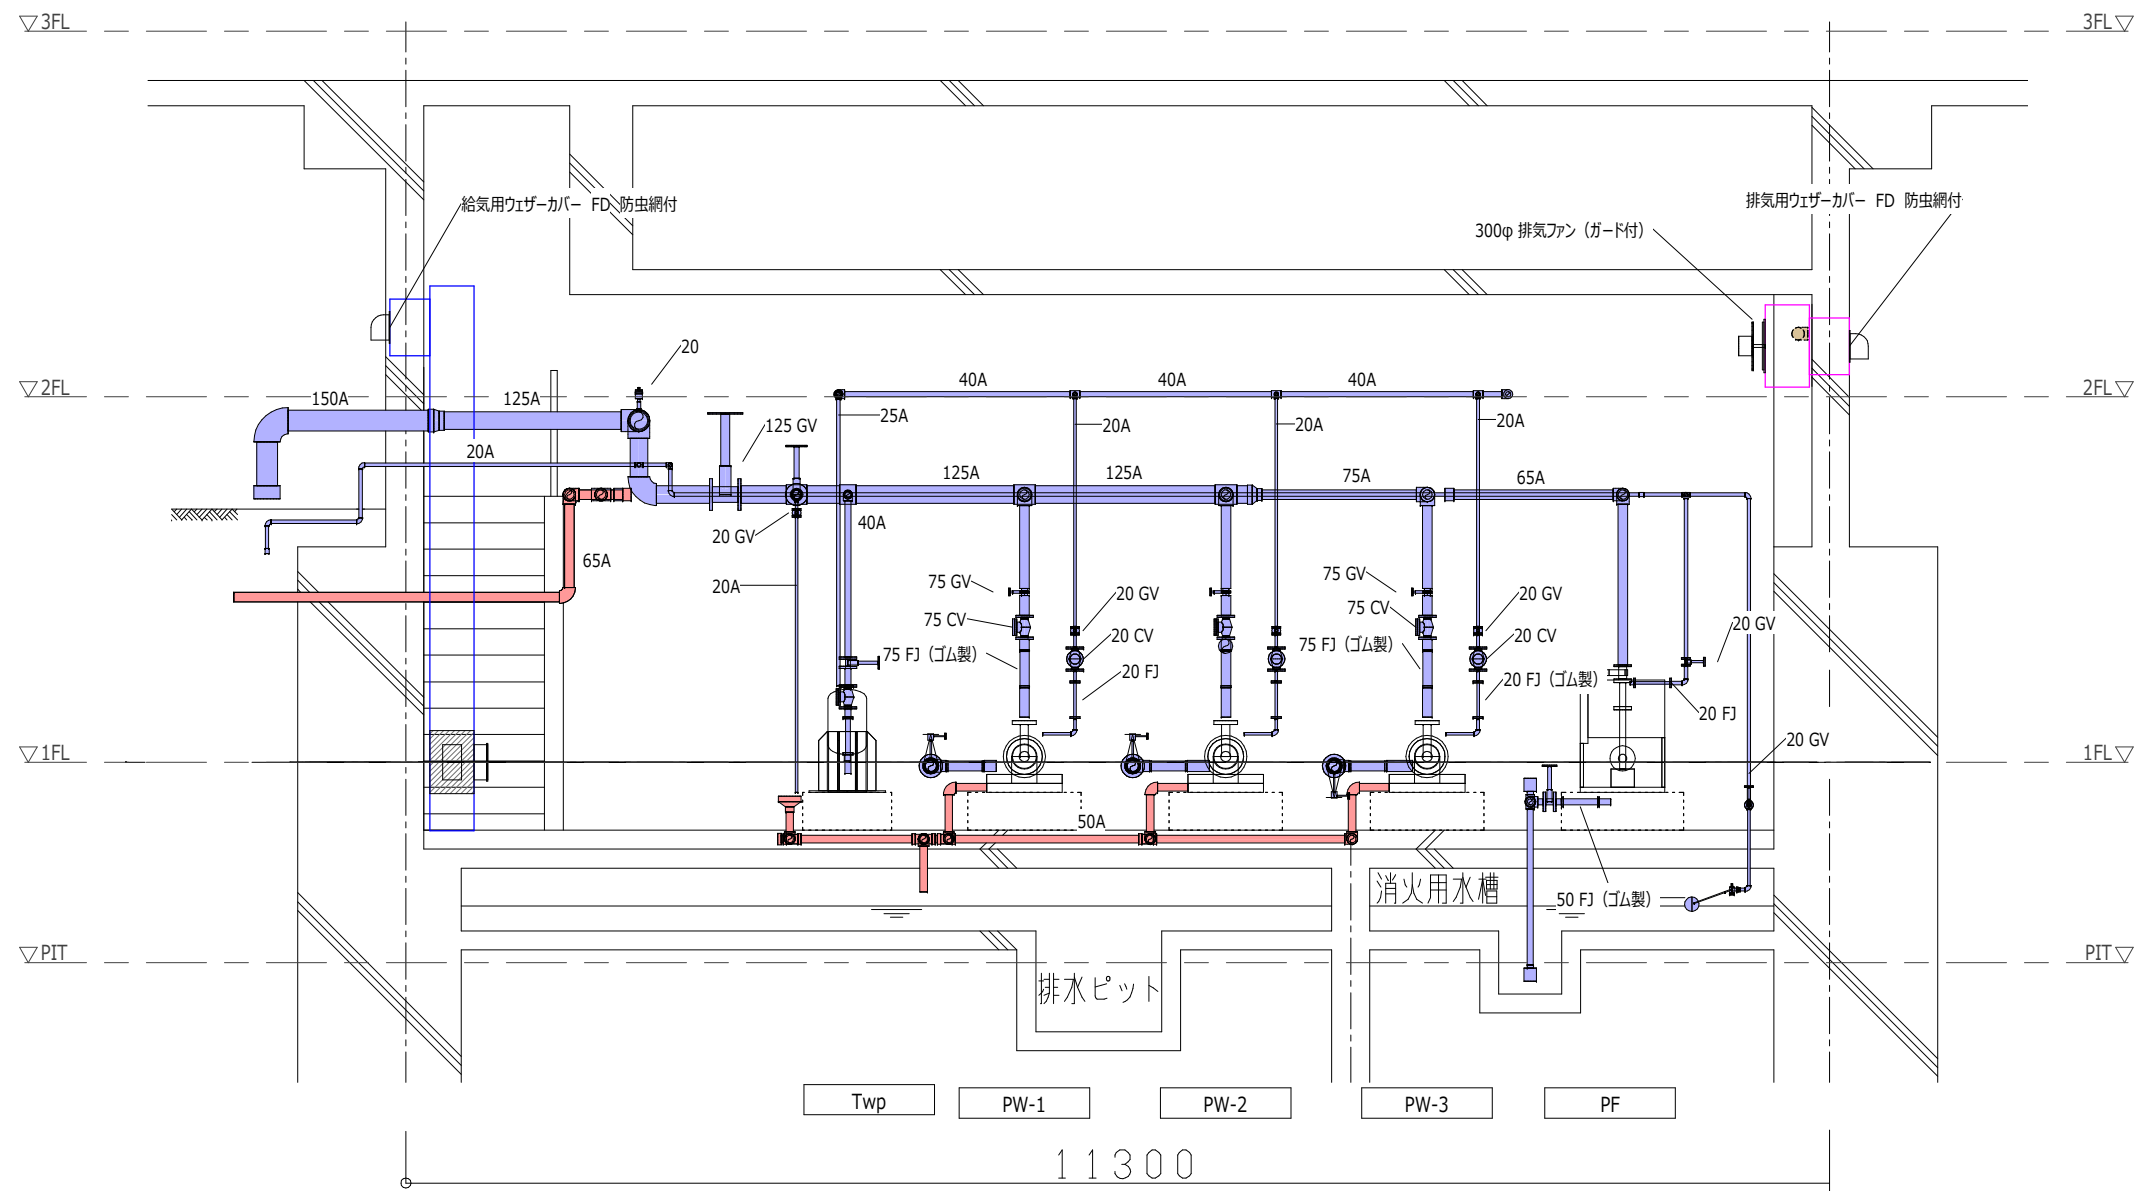 ▽3FL
3FL▽
給気用ウェザーカバー FD 防虫網付
排気用ウェザーカバー FD 防虫網付
300φ 排気ファン（ガード付）
20
▽2FL
2FL▽
40A
40A
40A
150A
125A
25A
125 GV
20A
20A
20A
20A
125A
125A
75A
65A
40A
20 GV
65A
20A
75 GV
20 GV
75 GV
20 GV
75 CV
20 CV
75 CV
20 CV
20 GV
75 FJ（ゴム製）
20 FJ
75 FJ（ゴム製）
20 FJ（ゴム製）
20 FJ
▽1FL
20 GV
1FL▽
50A
消火用水槽
50 FJ（ゴム製）
▽PIT
PIT▽
排水ピット
Twp
PW-1
PW-2
PW-3
PF
11300